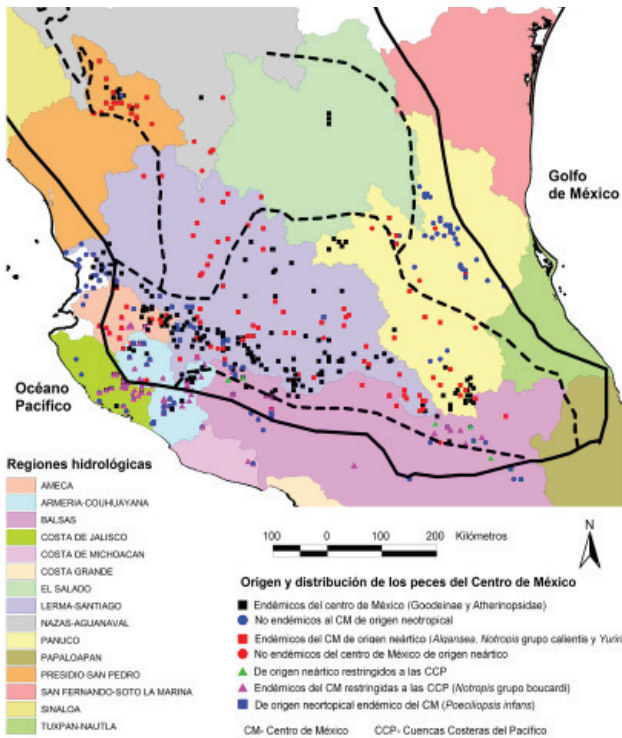 Golfo
de México
Océano
Pacífico
Regiones hidrológicas
AMECA
ARMERIA-COUHUAYANA
BALSAS
COSTA DE JALISCO
COSTA DE MICHOACAN
COSTA GRANDE
EL SALADO
LERMA-SANTIAGO
NAZAS-AGUANAVAL
PANUCO
PAPALOAPAN
PRESIDIO-SAN PEDRO
SAN FERNANDO-SOTO LA MARINA
SINALOA
TUXPAN-NAUTLA
100 0 100 200 Kilómetros
N
Origen y distribución de los peces del Centro de México
Endémicos del centro de México (Goodeinae y Atherinopsidae)
No endémicos al CM de origen neotropical
Endémicos del CM de origen neártico (Algansea, Notropis grupo calientis y Yuriri
No endémicos del centro de México de origen neártico
De origen neártico restringidos a las CCP
Endémicos del CM restringidas a las CCP (Notropis grupo boucardi)
De origen neortopical endémico del CM (Poeciliopsis infans)
CM- Centro de México CCP- Cuencas Costeras del Pacífico